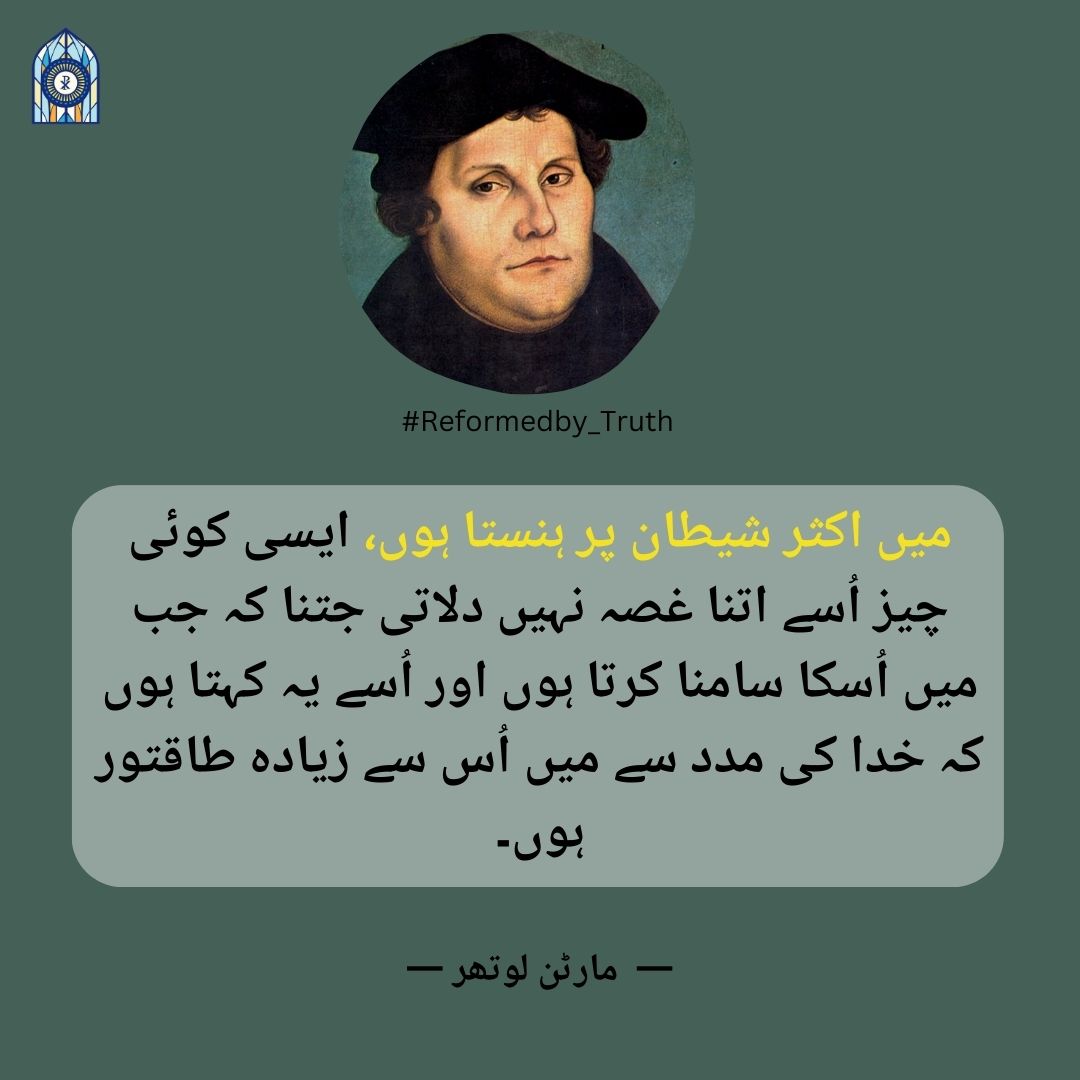 #Reformedby_Truth
میں اکثر شیطان پر ہنستا ہوں، ایسی کوئی
چیز اُسے اتنا غصہ نہیں دلاتی جتنا کہ جب
میں اُسکا سامنا کرتا ہوں اور اُسے یہ کہتا ہوں
کہ خدا کی مدد سے میں اُس سے زیادہ طاقتور
ہوں۔
— مارٹن لوتھر —